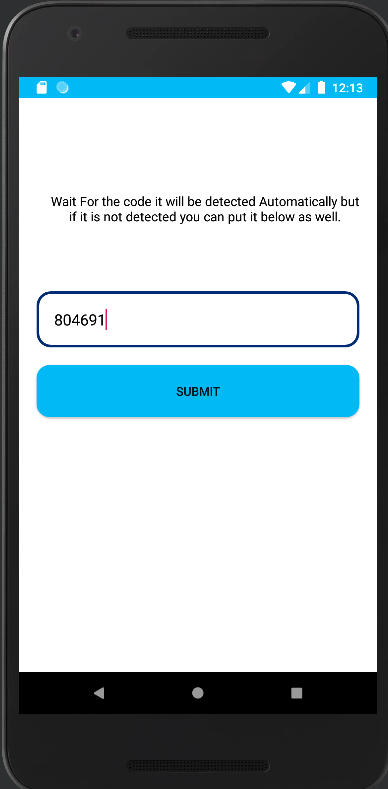 12:13
Wait For the code it will be detected Automatically but
if it is not detected you can put it below as well.
804691
SUBMIT